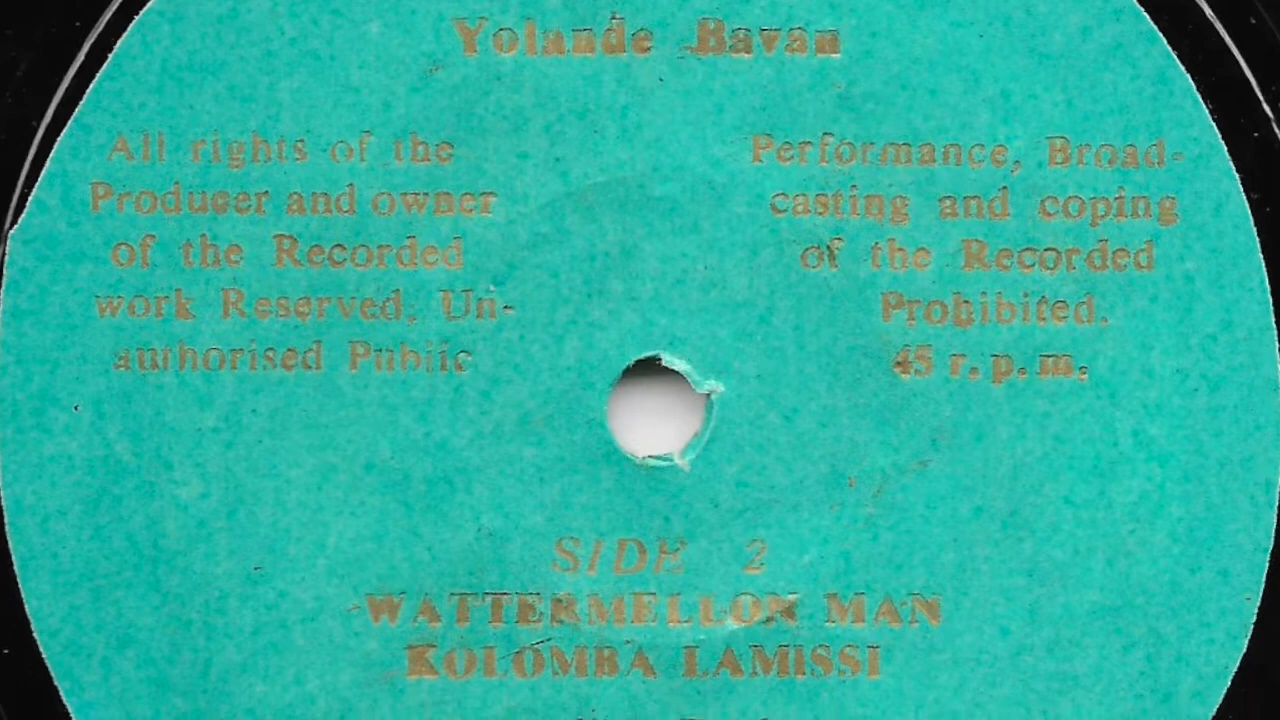 Yolande Bavan
All rights of the
Producer and owner
of the Recorded
work Reserved, Un-
authorised Public
Performance, Broad-
casting and coping
of the Recorded
Prohibited.
45 r. p. m.
SIDE 2
WATTERMELLON MAN
KOLOMBA LAMISSI